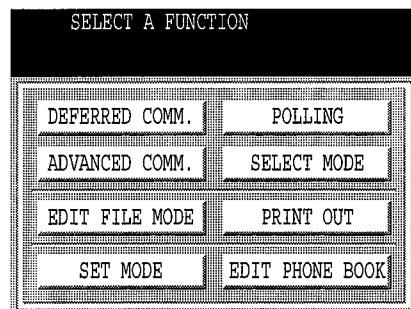 SELECT A FUNCTION
DEFERRED COMM. POLLING
ADVANCED COMM. SELECT MODE
EDIT FILE MODE PRINT OUT
SET MODE EDIT PHONE BOOK